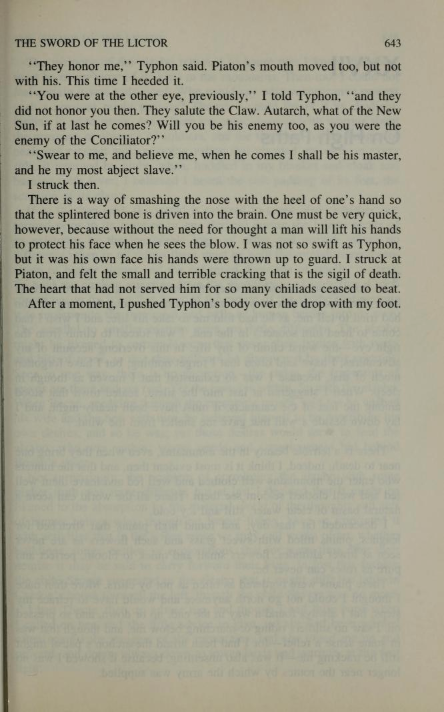 THE SWORD OF THE LICTOR 643
‘‘They honor me,’’ Typhon said. Piaton’s mouth moved too, but not
with his. This time I heeded it.
‘‘You were at the other eye, previously,’’ I told Typhon, ‘‘and they
did not honor you then. They salute the Claw. Autarch, what of the New
Sun, if at last he comes? Will you be his enemy too, as you were the
enemy of the Conciliator?’’
‘‘Swear to me, and believe me, when he comes I shall be his master,
and he my most abject slave.’’
I struck then.
There is a way of smashing the nose with the heel of one’s hand so
that the splintered bone is driven into the brain. One must be very quick,
however, because without the need for thought a man will lift his hands
to protect his face when he sees the blow. I was not so swift as Typhon,
but it was his own face his hands were thrown up to guard. I struck at
Piaton, and felt the small and terrible cracking that is the sigil of death.
The heart that had not served him for so many chiliads ceased to beat.
After a moment, I pushed Typhon’s body over the drop with my foot.